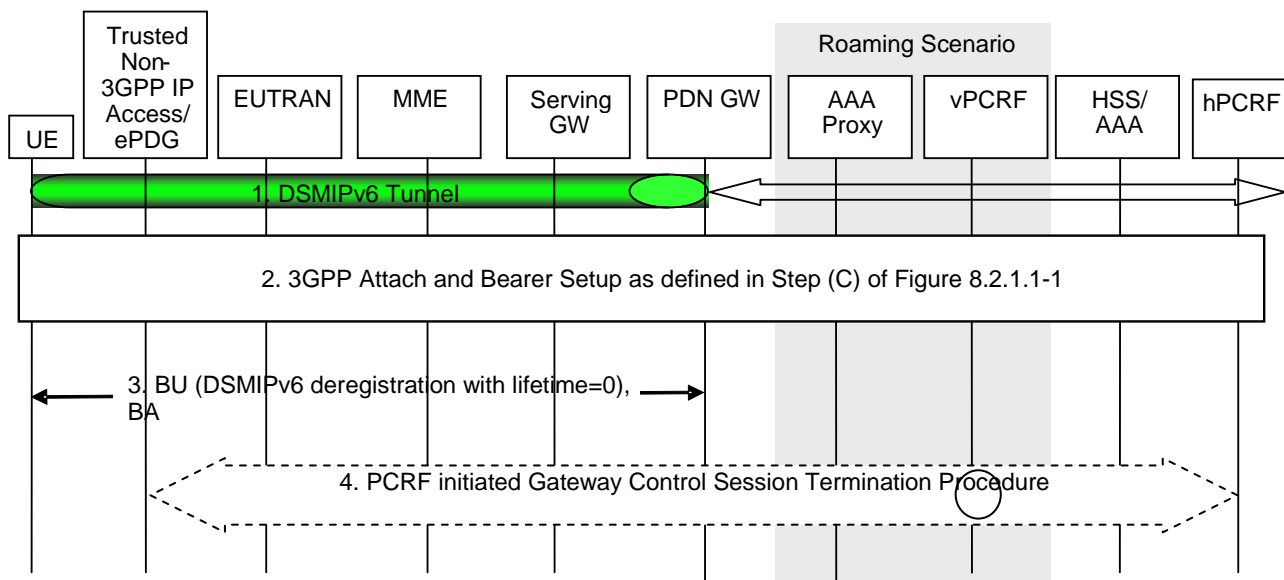 Roaming Scenario
UE
Trusted
Non-
3GPP IP
Access/
ePDG
EUTRAN
MME
Serving
GW
PDN GW
AAA
Proxy
vPCRF
HSS/
AAA
hPCRF
1. DSMIPv6 Tunnel
2. 3GPP Attach and Bearer Setup as defined in Step (C) of Figure 8.2.1.1-1
3. BU (DSMIPv6 deregistration with lifetime=0),
BA
4. PCRF initiated Gateway Control Session Termination Procedure